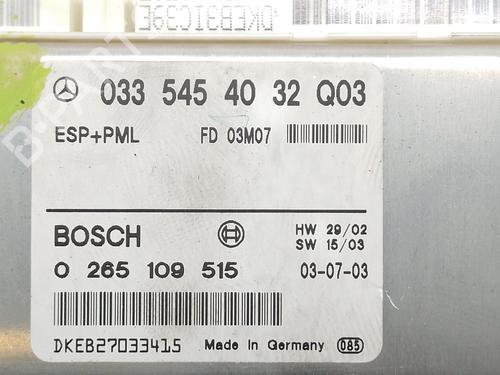 DKEB31C39E
033 545 40 32 Q03
ESP+PML FD 03M07
BOSCH HW 29/02
SW 15/03
0 265 109 515 03-07-03
DKEB27033415 Made in Germany 085